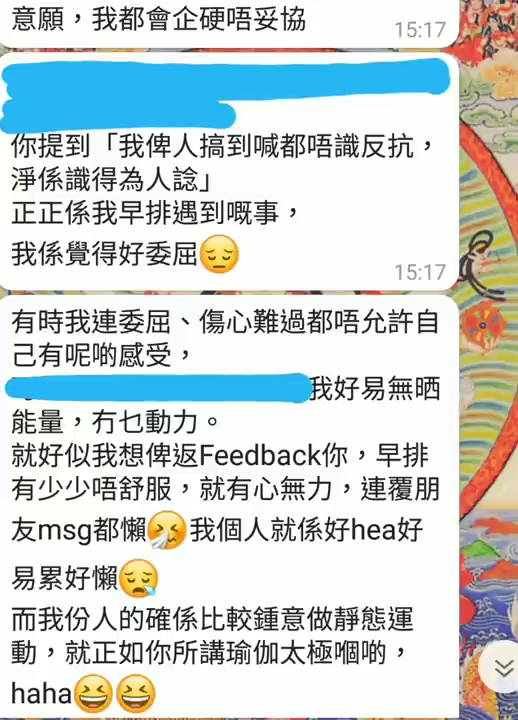 意願，我都會企硬唔妥協
15:17
你提到「我俾人搞到喊都唔識反抗，
淨係識得為人諗」
正正係我早排遇到嘅事，
我係覺得好委屈😔
15:17
有時我連委屈、傷心難過都唔允許自
己有呢啲感受，
我好易無晒
能量，冇乜動力。
就好似我想俾返Feedback你，早排
有少少唔舒服，就有心無力，連覆朋
友msg都懶🤧我個人就係好hea好
易累好懶😪
而我份人的確係比較鍾意做靜態運
動，就正如你所講瑜伽太極嗰啲，
haha😆😆